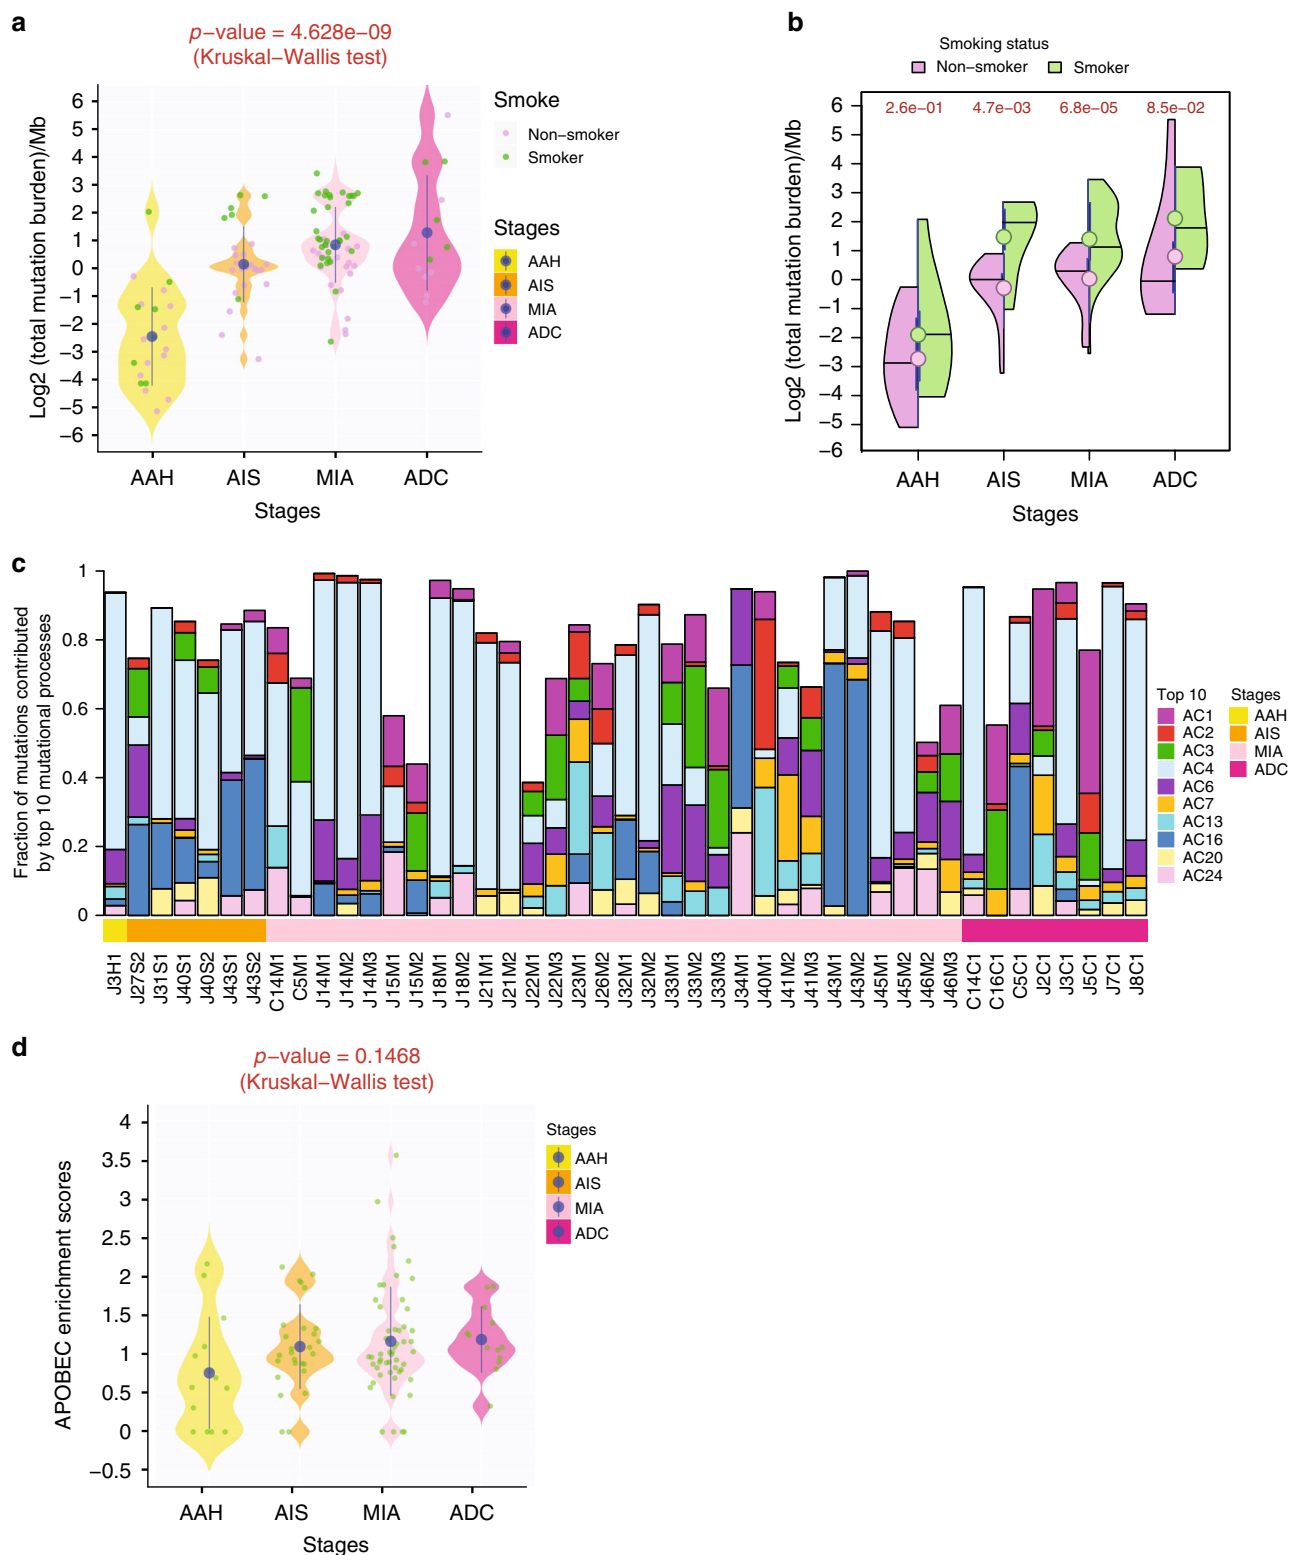 a
p−value = 4.628e−09
(Kruskal−Wallis test)
Log2 (total mutation burden)/Mb
6
5
4
3
2
1
0
−1
−2
−3
−4
−5
−6
AAH AIS MIA ADC
Stages
Smoke
Non−smoker
Smoker
Stages
AAH
AIS
MIA
ADC
b
Smoking status
Non−smoker Smoker
Log2 (total mutation burden)/Mb
2.6e−01 4.7e−03 6.8e−05 8.5e−02
6
5
4
3
2
1
0
−1
−2
−3
−4
−5
−6
AAH AIS MIA ADC
Stages
c
Fraction of mutations contributed
by top 10 mutational processes
1
0.8
0.6
0.4
0.2
0
J3H1 J27S2 J31S1 J40S1 J40S2 J43S1 J43S2 C14M1 C5M1 J14M1 J14M2 J14M3 J15M1 J15M2 J18M1 J18M2 J21M1 J21M2 J22M1 J22M3 J23M1 J26M2 J32M1 J32M2 J33M1 J33M2 J33M3 J34M1 J40M1 J41M2 J41M3 J43M1 J43M2 J45M1 J45M2 J46M2 J46M3 C14C1 C16C1 C5C1 J2C1 J3C1 J5C1 J7C1 J8C1
Top 10
AC1
AC2
AC3
AC4
AC6
AC7
AC13
AC16
AC20
AC24
Stages
AAH
AIS
MIA
ADC
d
p−value = 0.1468
(Kruskal−Wallis test)
APOBEC enrichment scores
4
3.5
3
2.5
2
1.5
1
0.5
0
−0.5
AAH AIS MIA ADC
Stages
Stages
AAH
AIS
MIA
ADC